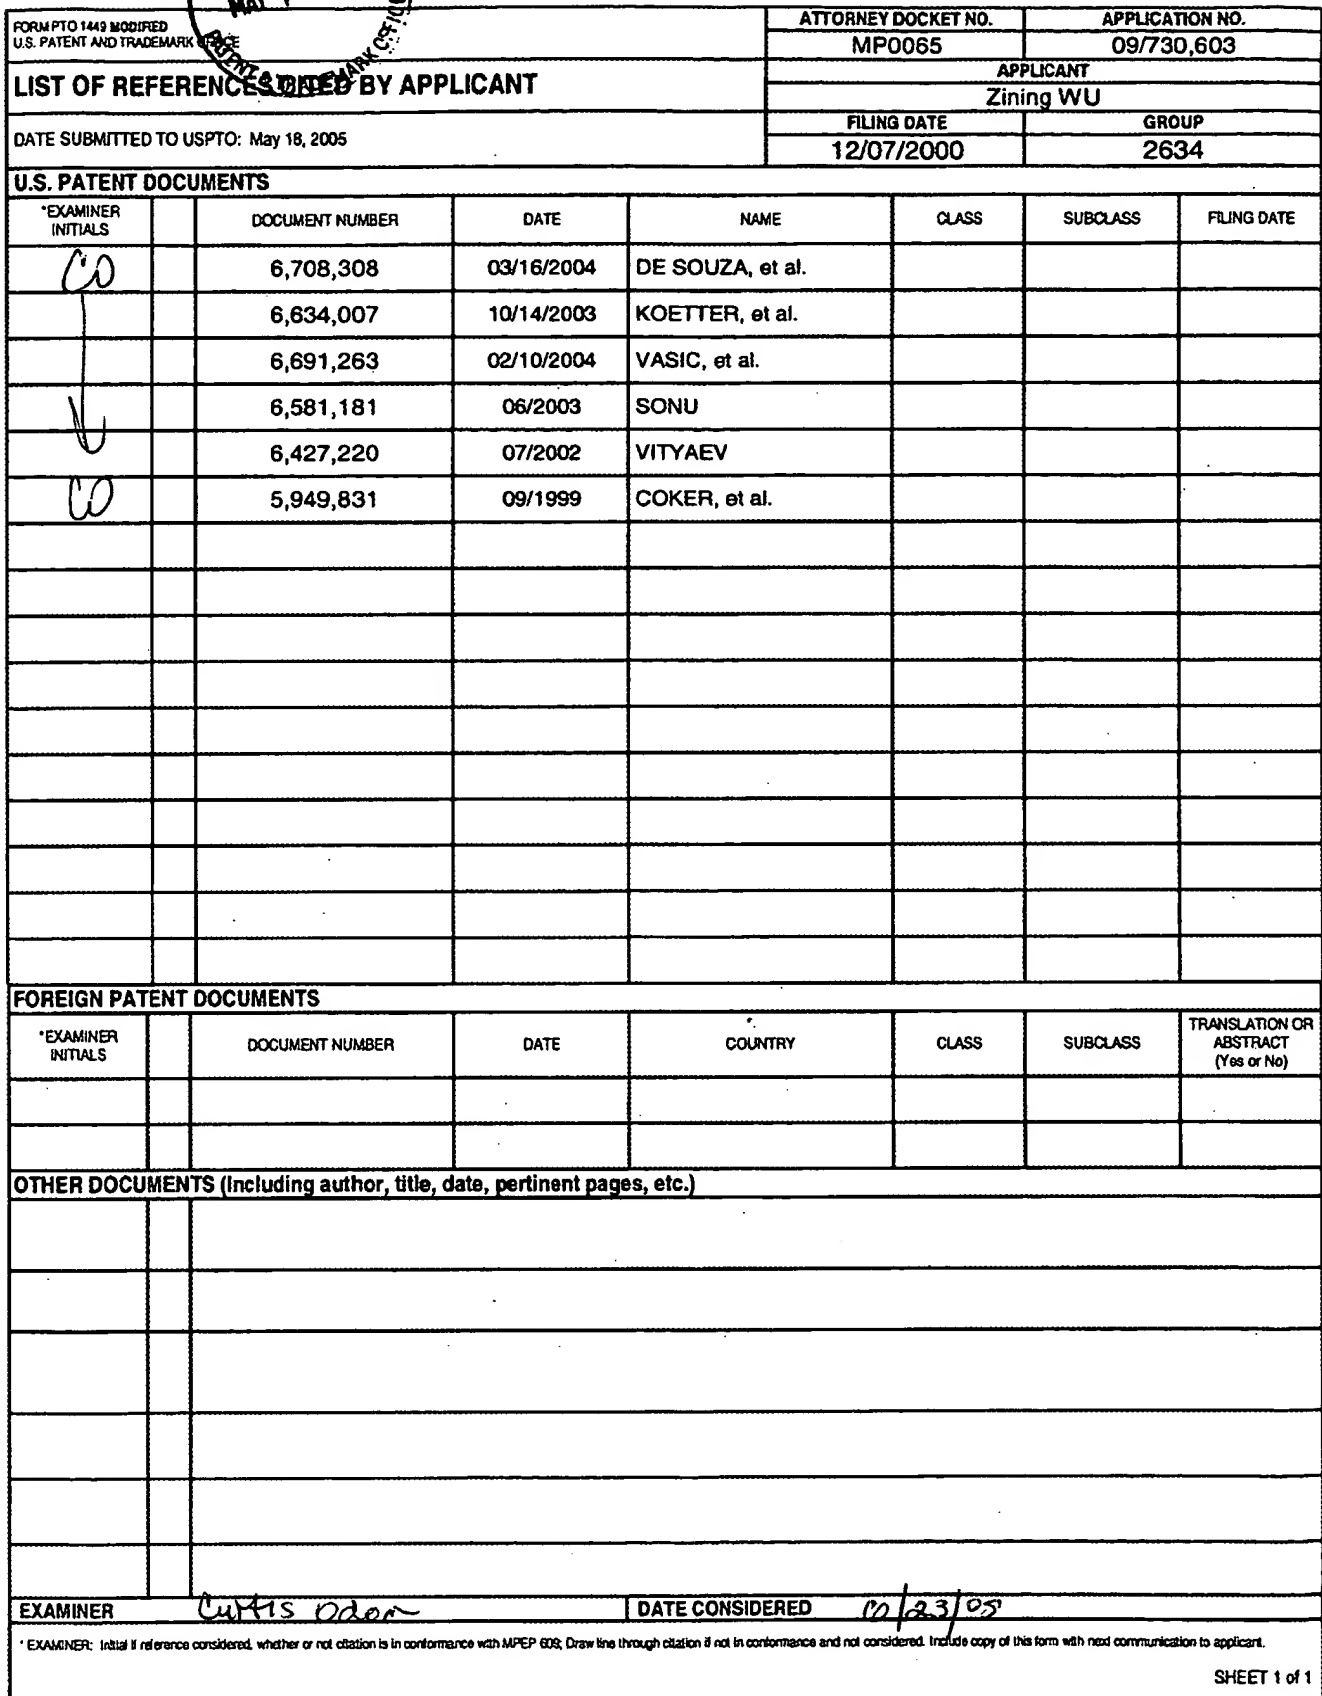 FORM PTO 1449 MODIFIED
U.S. PATENT AND TRADEMARK
PATENT & TRADEMARK OFFICE
LIST OF REFERENCES CITED BY APPLICANT
DATE SUBMITTED TO USPTO: May 18, 2005
ATTORNEY DOCKET NO. APPLICATION NO.
MP0065 09/730,603
APPLICANT
Zining WU
FILING DATE GROUP
12/07/2000 2634
U.S. PATENT DOCUMENTS
*EXAMINER INITIALS DOCUMENT NUMBER DATE NAME CLASS SUBCLASS FILING DATE
CO 6,708,308 03/16/2004 DE SOUZA, et al.
6,634,007 10/14/2003 KOETTER, et al.
6,691,263 02/10/2004 VASIC, et al.
6,581,181 06/2003 SONU
6,427,220 07/2002 VITYAEV
CO 5,949,831 09/1999 COKER, et al.
FOREIGN PATENT DOCUMENTS
*EXAMINER INITIALS DOCUMENT NUMBER DATE COUNTRY CLASS SUBCLASS TRANSLATION OR ABSTRACT (Yes or No)
OTHER DOCUMENTS (Including author, title, date, pertinent pages, etc.)
EXAMINER Curtis Odom DATE CONSIDERED 10/23/05
* EXAMINER: Initial if reference considered, whether or not citation is in conformance with MPEP 609; Draw line through citation if not in conformance and not considered. Include copy of this form with next communication to applicant.
SHEET 1 of 1